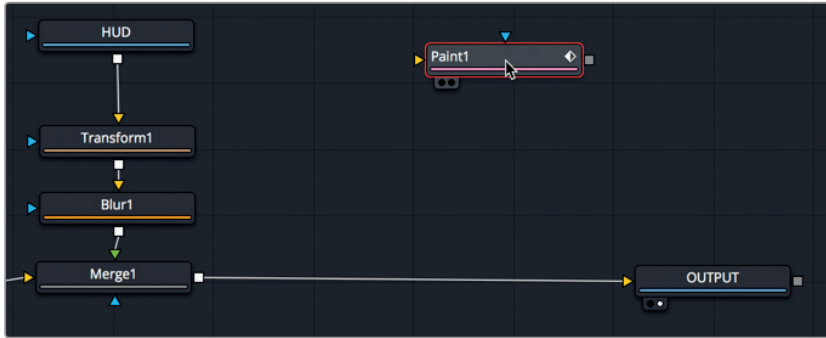 HUD
Paint1
Transform1
Blur1
Merge1
OUTPUT